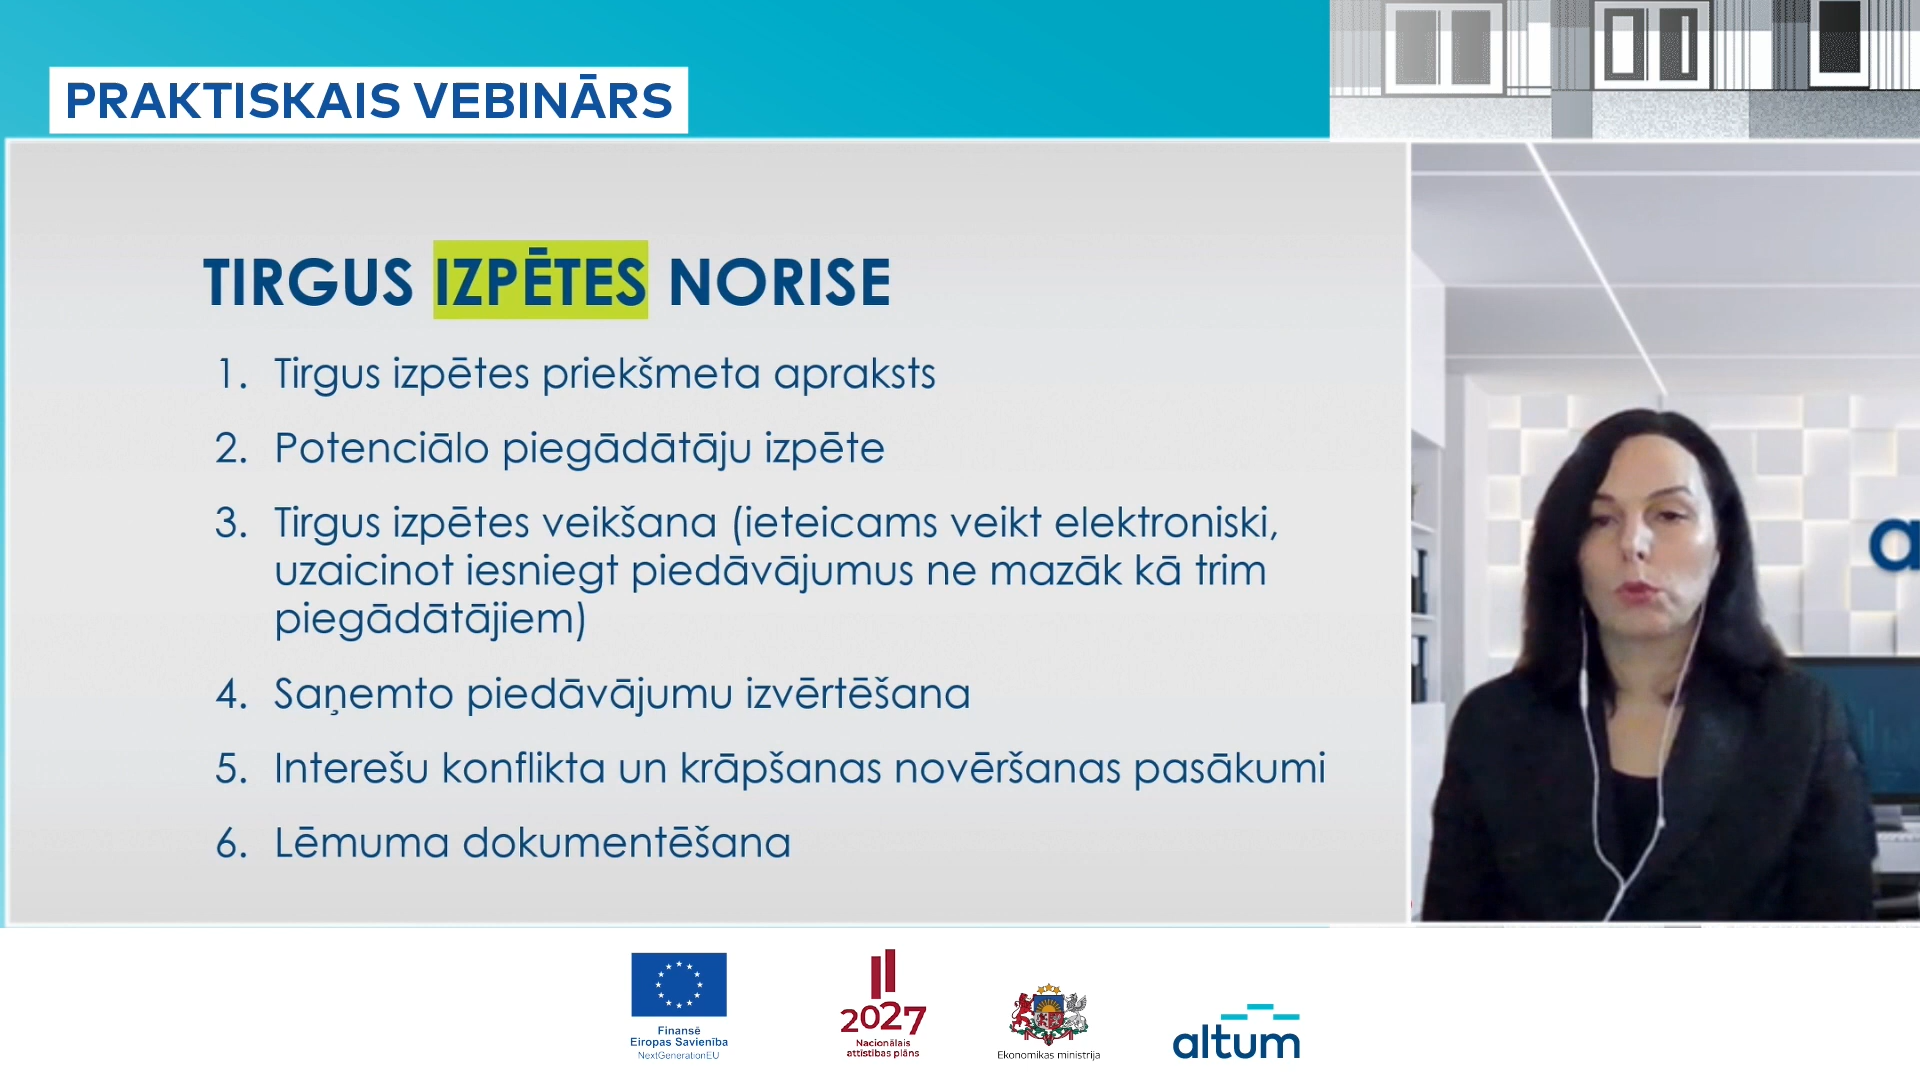 PRAKTISKAIS VEBINĀRS
TIRGUS IZPĒTES NORISE
1. Tirgus izpētes priekšmeta apraksts
2. Potenciālo piegādātāju izpēte
3. Tirgus izpētes veikšana (ieteicams veikt elektroniski,
uzaicinot iesniegt piedāvājumus ne mazāk kā trim
piegādātājiem)
4. Saņemto piedāvājumu izvērtēšana
5. Interešu konflikta un krāpšanas novēršanas pasākumi
6. Lēmuma dokumentēšana
a
Finansē
Eiropas Savienība
NextGenerationEU
2027
Nacionālais
attīstības plāns
Ekonomikas ministrija
altum